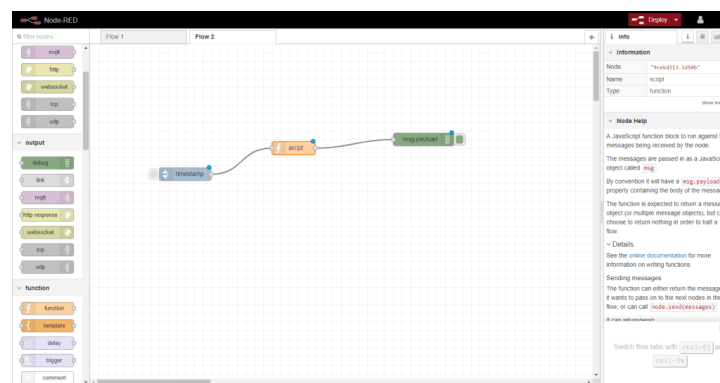 Node-RED
Deploy
filter nodes
Flow 1
Flow 2
info
i
mqtt
http
websocket
tcp
udp
output
debug
link
mqtt
http response
websocket
tcp
udp
function
function
template
delay
trigger
comment
timestamp
script
msg.payload
Information
Node
Name script
Type function
Node Help
A JavaScript function block to run against
messages being received by the node.
The messages are passed in as a JavaSc
object called msg.
By convention it will have a msg.payload
property containing the body of the messa
The function is expected to return a messa
object (or multiple message objects), but c
choose to return nothing in order to halt a
flow.
Details
See the online documentation for more
information on writing functions.
Sending messages
The function can either return the message
it wants to pass on to the next nodes in the
flow, or can call node.send(messages).
It can return/send:
Switch flow tabs with